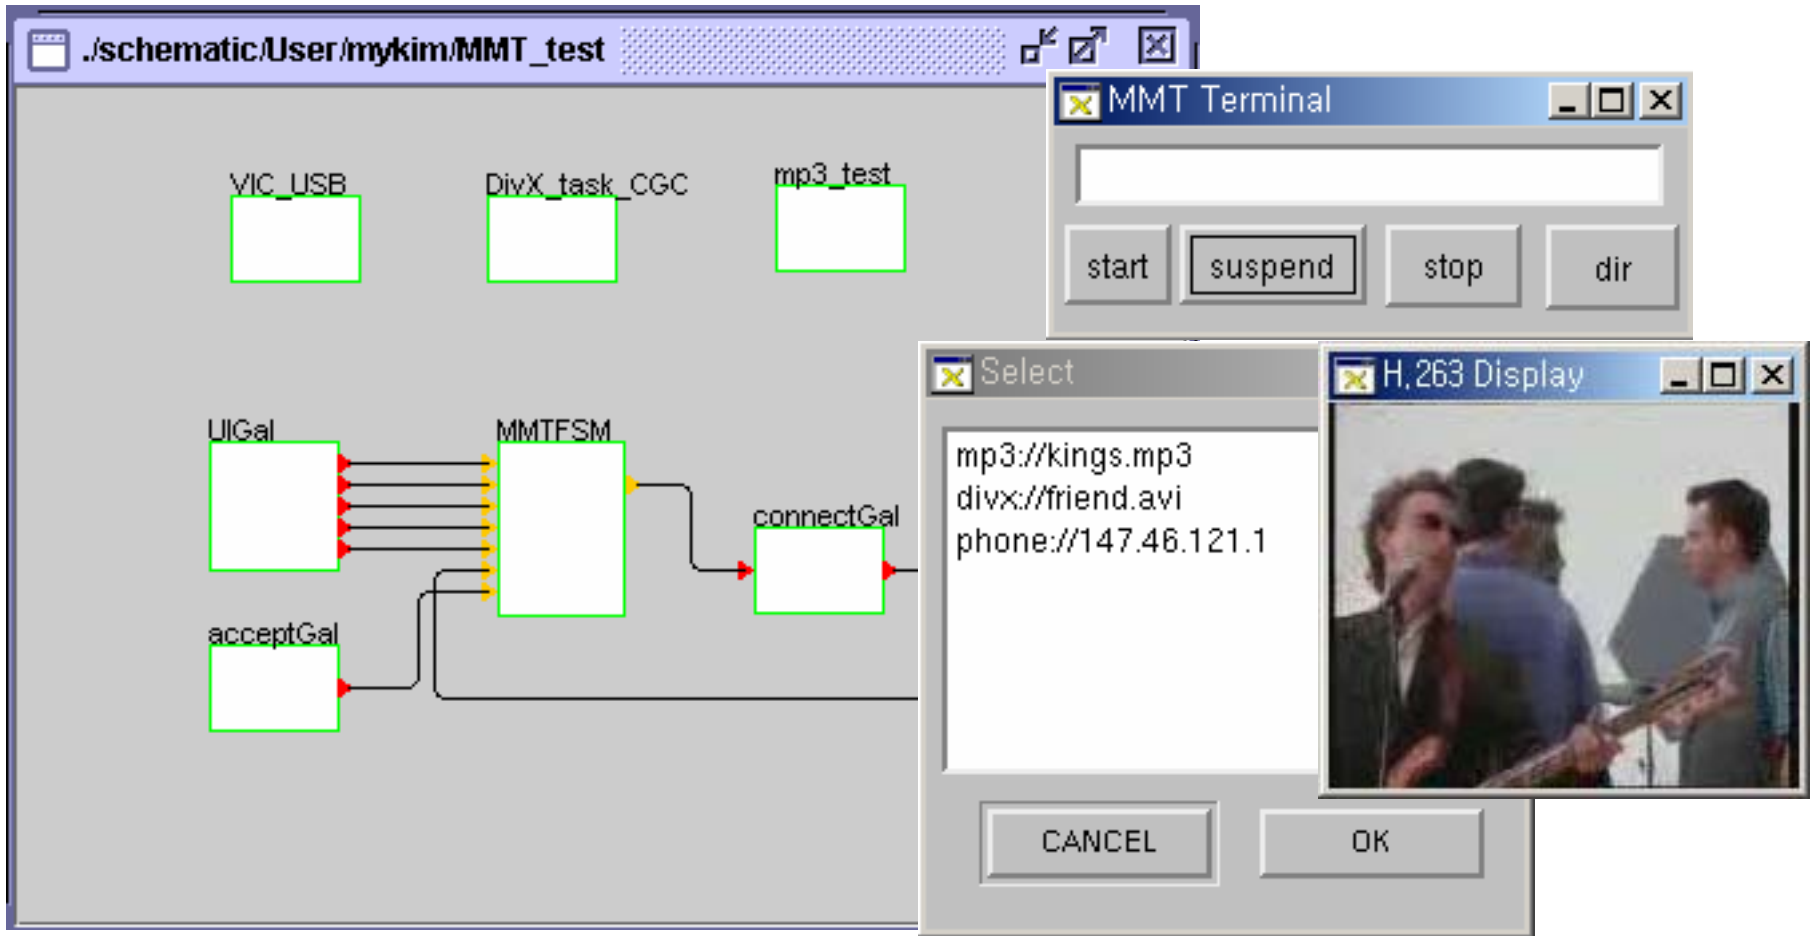 ./schematic/User/mykim/MMT_test
VIC_USB
DivX_task_CGC
mp3_test
UIGal
MMTFSM
connectGal
acceptGal
MMT Terminal
start
suspend
stop
dir
Select
mp3://kings.mp3
divx://friend.avi
phone://147.46.121.1
CANCEL
OK
H,263 Display